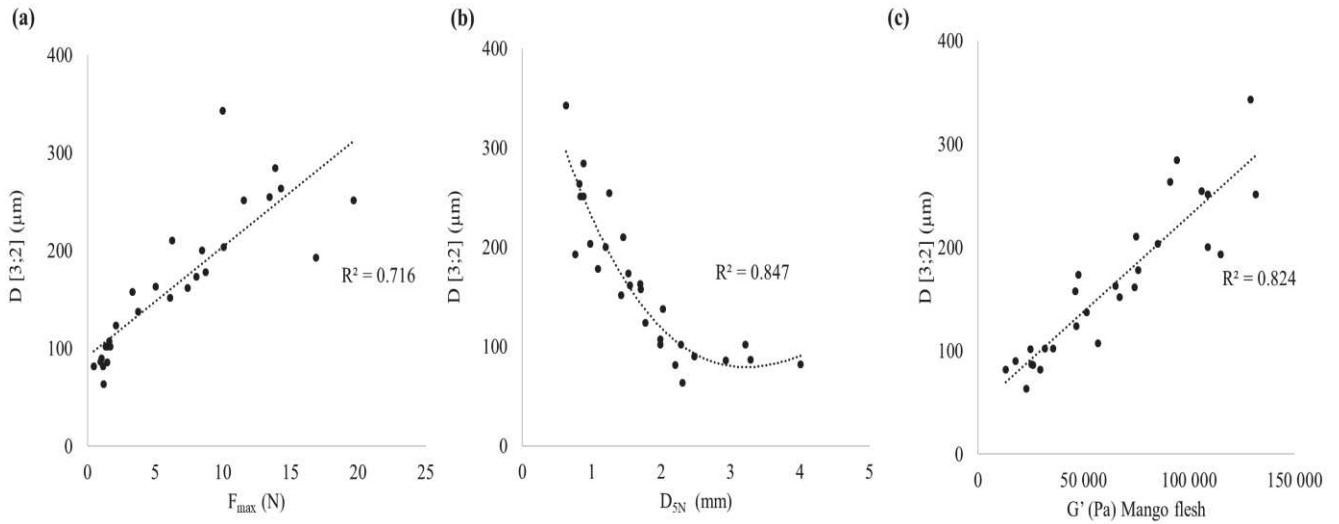 (a)
400
300
200
100
0
D [3;2] (µm)
R² = 0.716
0 5 10 15 20 25
Fmax (N)
(b)
400
300
200
100
0
D [3;2] (µm)
R² = 0.847
0 1 2 3 4 5
D5N (mm)
(c)
400
300
200
100
0
D [3;2] (µm)
R² = 0.824
0 50 000 100 000 150 000
G’ (Pa) Mango flesh